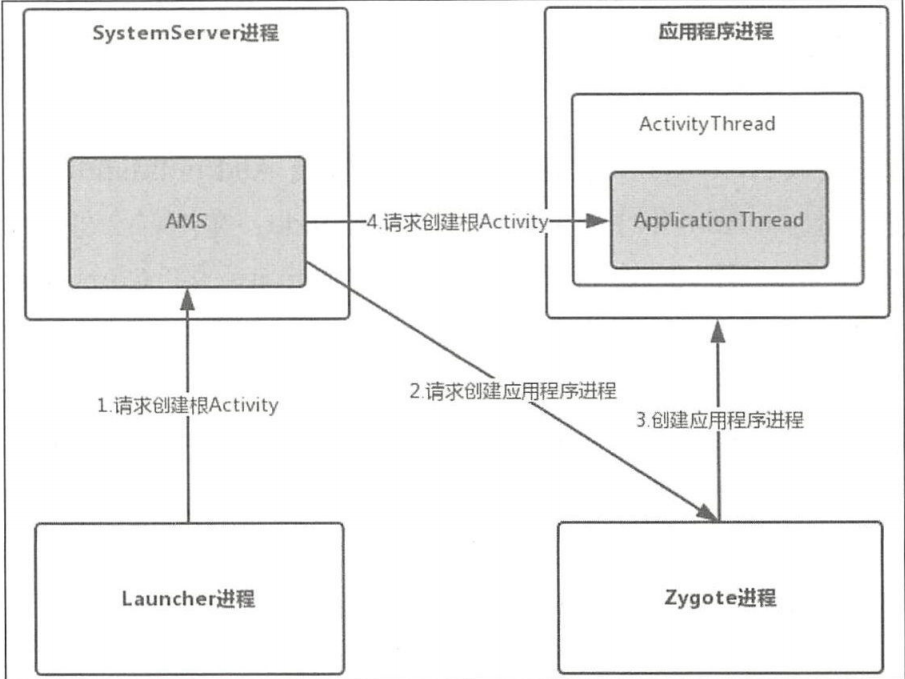 SystemServer进程
应用程序进程
ActivityThread
AMS
4.请求创建根Activity
ApplicationThread
1.请求创建根Activity
2.请求创建应用程序进程
3.创建应用程序进程
Launcher进程
Zygote进程